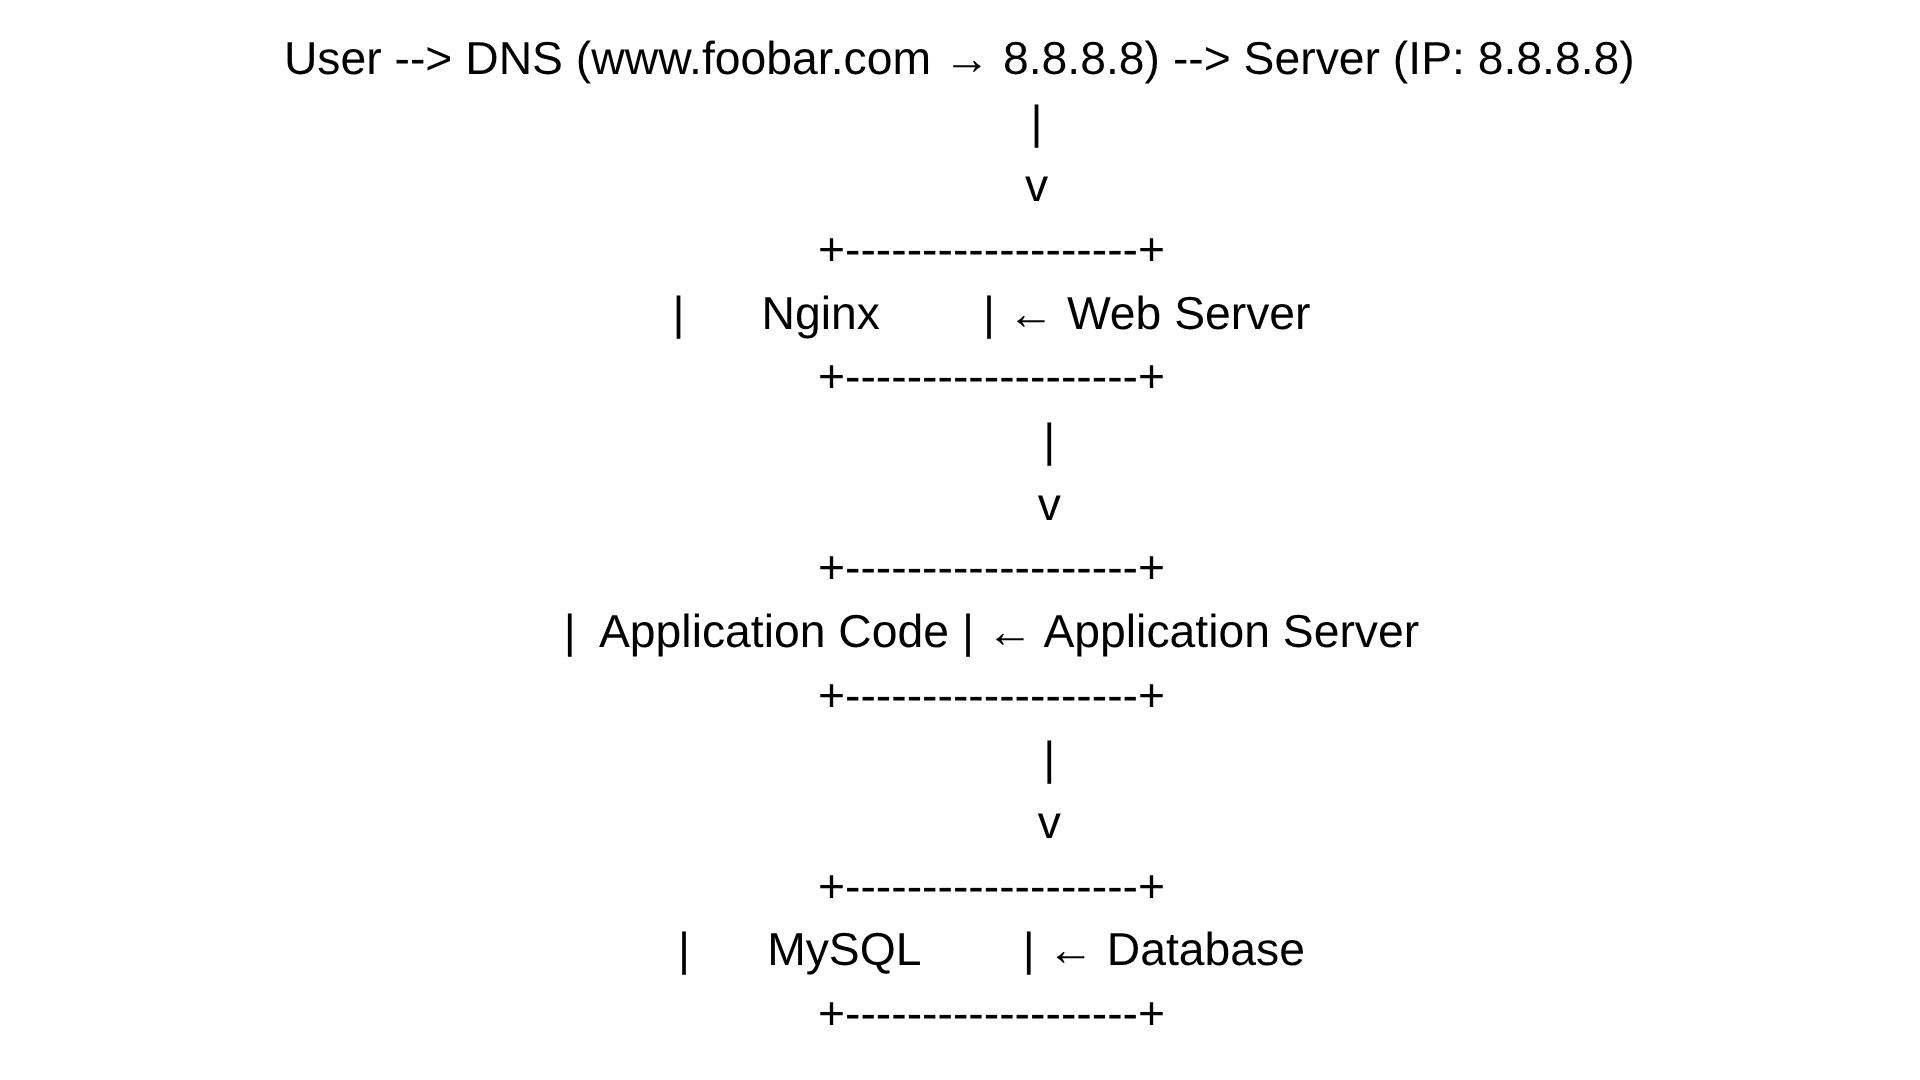 User --> DNS (www.foobar.com → 8.8.8.8) --> Server (IP: 8.8.8.8)
|
v
+-------------------+
| Nginx | ← Web Server
+-------------------+
|
v
+-------------------+
| Application Code | ← Application Server
+-------------------+
|
v
+-------------------+
| MySQL | ← Database
+-------------------+